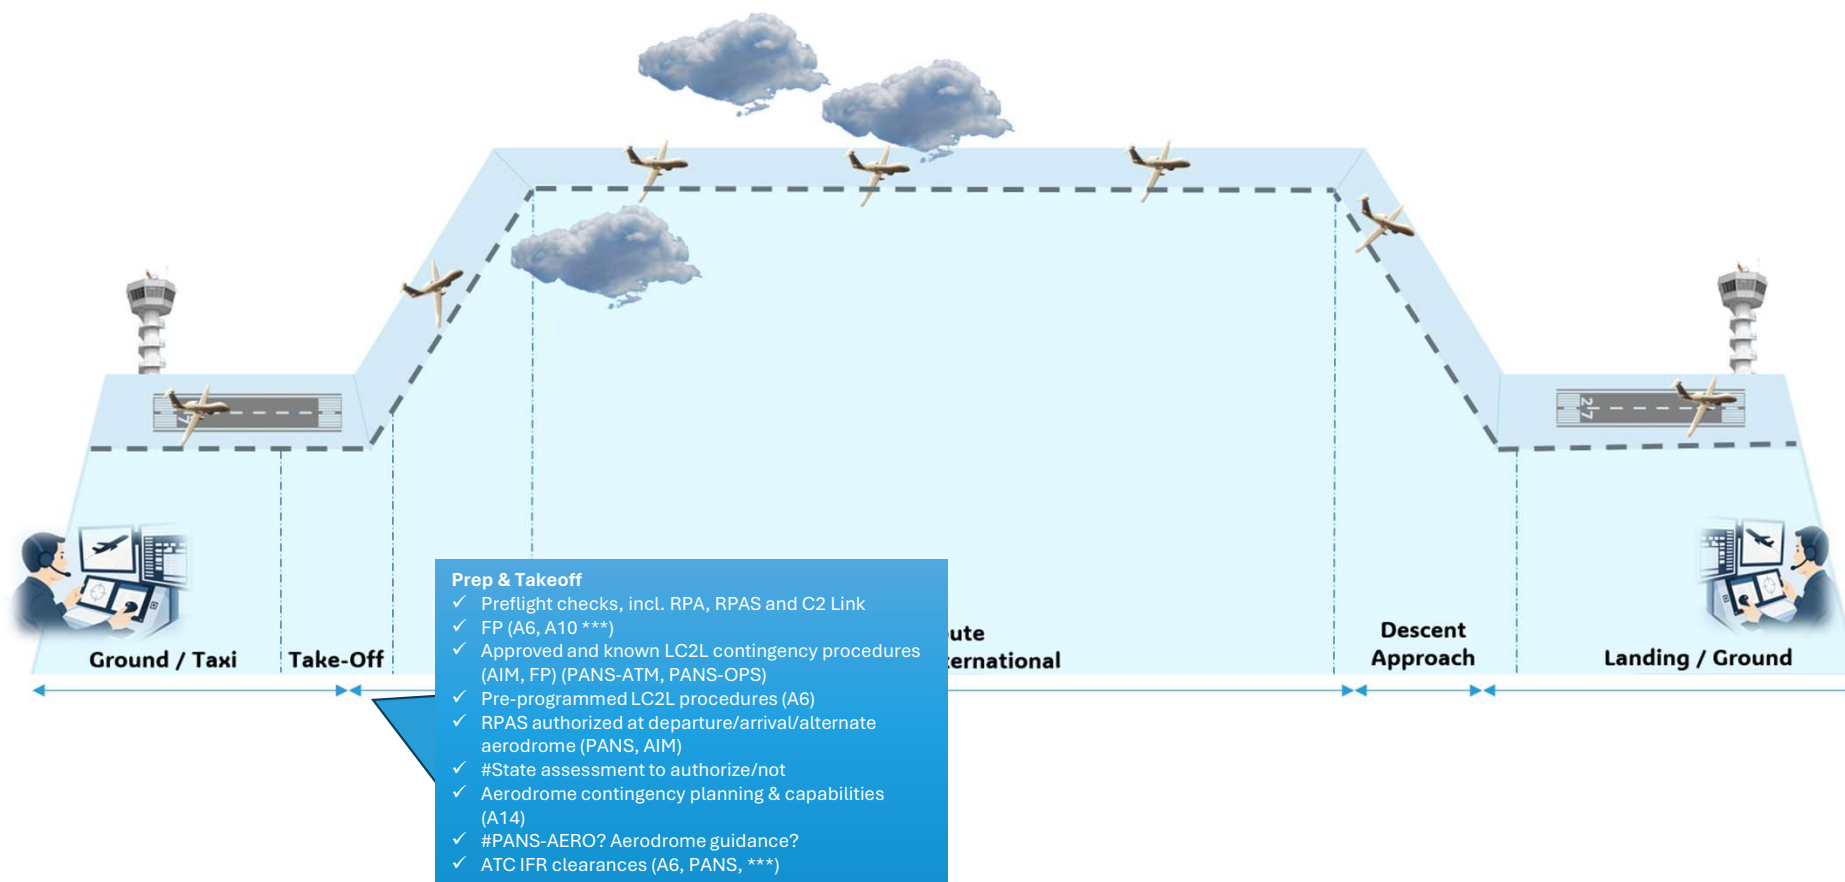 27
Prep & Takeoff
✓ Preflight checks, incl. RPA, RPAS and C2 Link
✓ FP (A6, A10 ***)
✓ Approved and known LC2L contingency procedures
(AIM, FP) (PANS-ATM, PANS-OPS)
✓ Pre-programmed LC2L procedures (A6)
✓ RPAS authorized at departure/arrival/alternate
aerodrome (PANS, AIM)
✓ #State assessment to authorize/not
✓ Aerodrome contingency planning & capabilities
(A14)
✓ #PANS-AERO? Aerodrome guidance?
✓ ATC IFR clearances (A6, PANS, ***)
Ground / Taxi
Take-Off
Descent
Approach
Landing / Ground